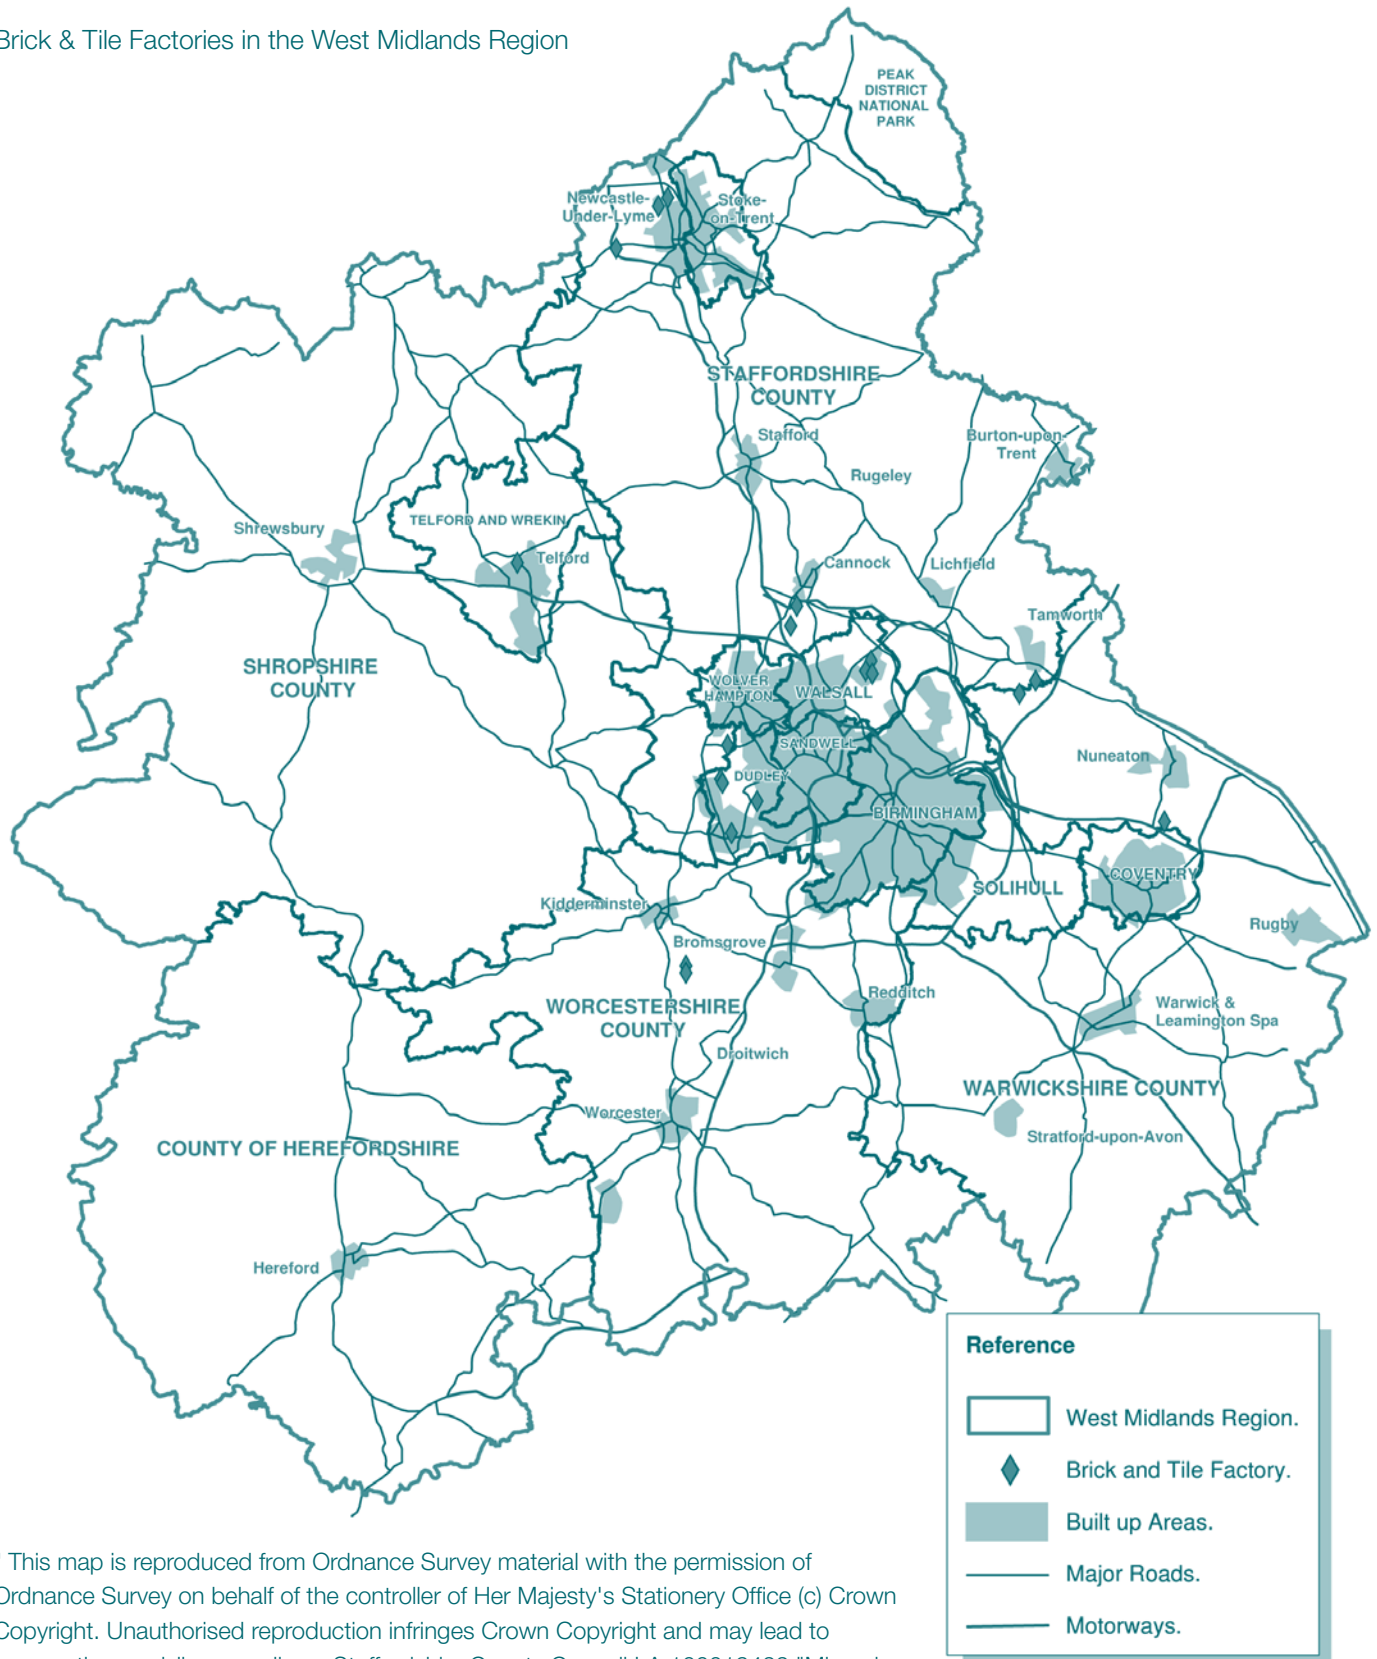 Brick & Tile Factories in the West Midlands Region
PEAK
DISTRICT
NATIONAL
PARK
Newcastle-
Under-Lyme
Stoke-
on-Trent
STAFFORDSHIRE
COUNTY
Stafford
Burton-upon-
Trent
Rugeley
Shrewsbury
TELFORD AND WREKIN
Telford
Cannock
Lichfield
Tamworth
SHROPSHIRE
COUNTY
WOLVER
HAMPTON
WALSALL
SANDWELL
DUDLEY
Nuneaton
BIRMINGHAM
SOLIHULL
COVENTRY
Kidderminster
Rugby
Bromsgrove
Redditch
WORCESTERSHIRE
COUNTY
Warwick &
Leamington Spa
Droitwich
WARWICKSHIRE COUNTY
Worcester
Stratford-upon-Avon
COUNTY OF HEREFORDSHIRE
Hereford
Reference
West Midlands Region.
Brick and Tile Factory.
Built up Areas.
Major Roads.
Motorways.
This map is reproduced from Ordnance Survey material with the permission of
Ordnance Survey on behalf of the controller of Her Majesty's Stationery Office (c) Crown
Copyright. Unauthorised reproduction infringes Crown Copyright and may lead to